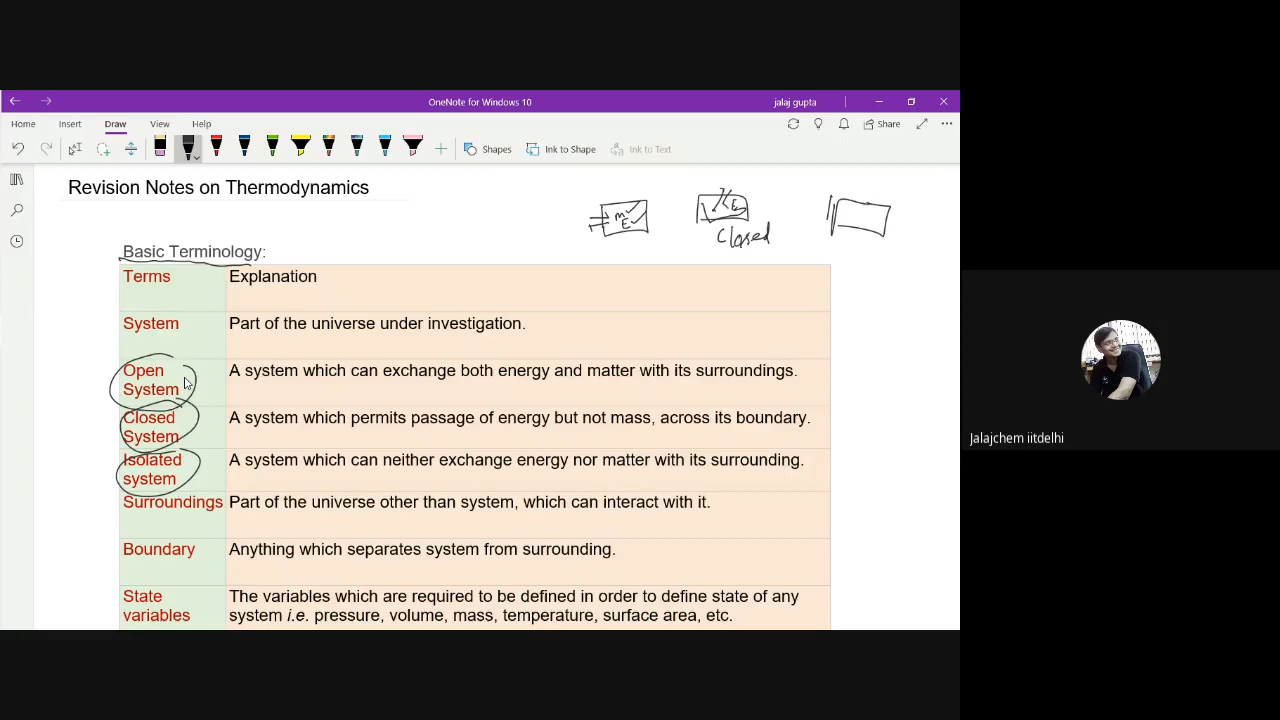 OneNote for Windows 10
jalaj gupta
Home Insert Draw View Help
Share
Shapes Ink to Shape Ink to Text
Revision Notes on Thermodynamics
m E
E
Closed
Basic Terminology:
Terms Explanation
System Part of the universe under investigation.
Open System A system which can exchange both energy and matter with its surroundings.
Closed System A system which permits passage of energy but not mass, across its boundary.
Isolated system A system which can neither exchange energy nor matter with its surrounding.
Surroundings Part of the universe other than system, which can interact with it.
Boundary Anything which separates system from surrounding.
State variables The variables which are required to be defined in order to define state of any
system i.e. pressure, volume, mass, temperature, surface area, etc.
Jalajchem iitdelhi